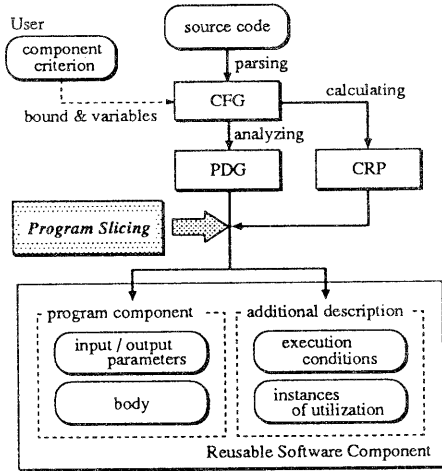 User
source code
component
criterion
parsing
calculating
CFG
bound & variables
analyzing
PDG
CRP
Program Slicing
program component
additional description
input / output
parameters
execution
conditions
body
instances
of utilization
Reusable Software Component